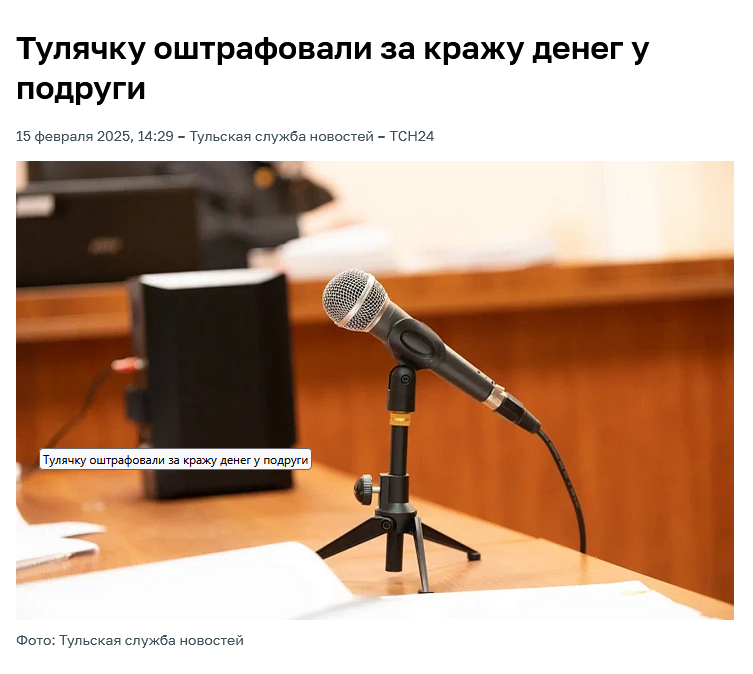 Тулячку оштрафовали за кражу денег у
подруги
15 февраля 2025, 14:29 – Тульская служба новостей – ТСН24
Тулячку оштрафовали за кражу денег у подруги
Фото: Тульская служба новостей